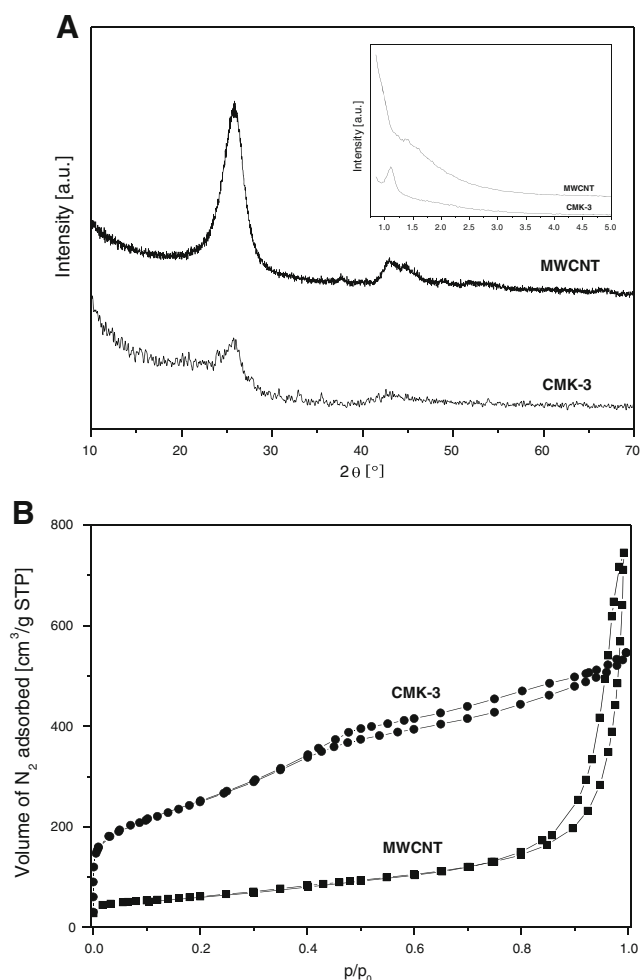 A
Intensity [a.u.]
MWCNT
CMK-3
10 20 30 40 50 60 70
2 θ [°]
Intensity [a.u.]
MWCNT
CMK-3
1.0 1.5 2.0 2.5 3.0 3.5 4.0 4.5 5.0
B
Volume of N2 adsorbed [cm3/g STP]
800
600
400
200
0
CMK-3
MWCNT
0.0 0.2 0.4 0.6 0.8 1.0
p/p0